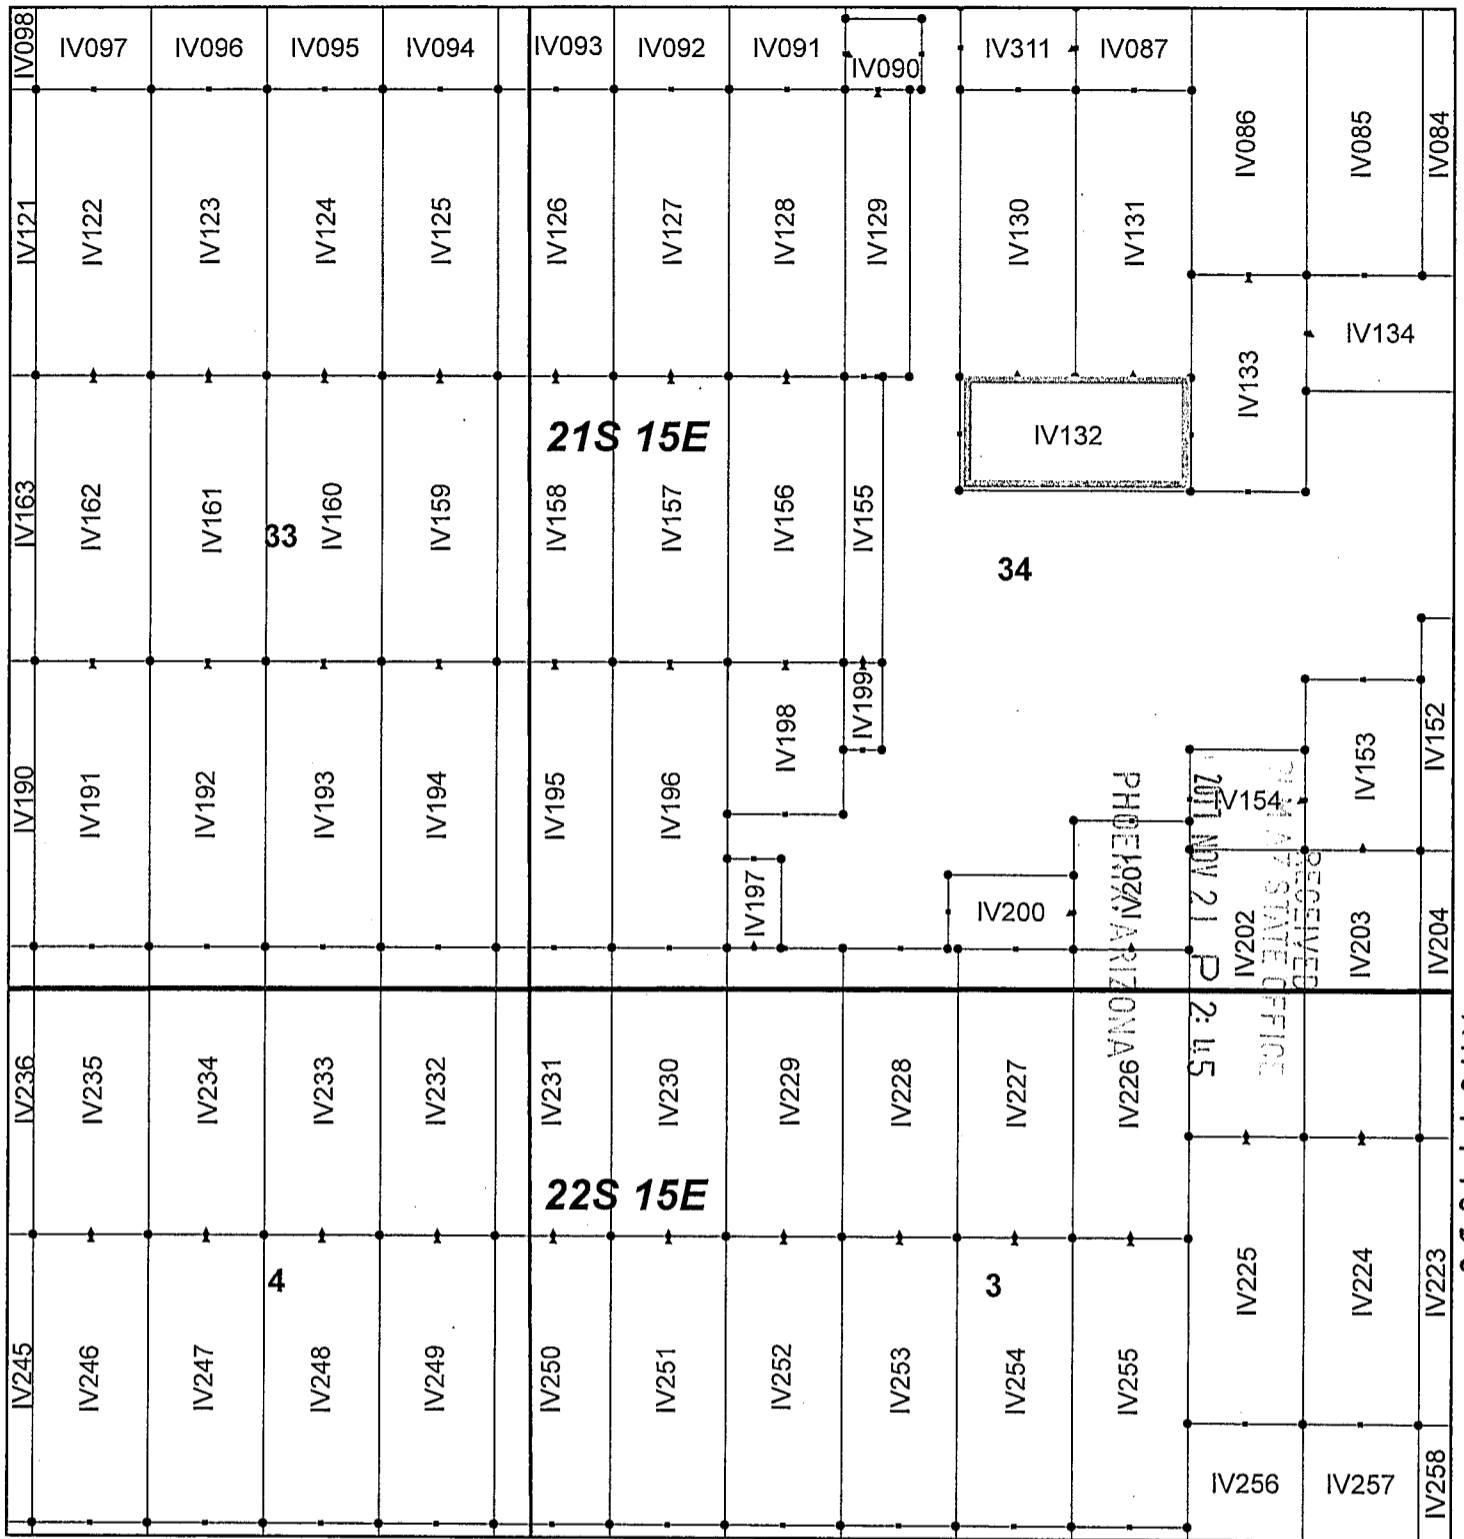 IV098 IV097 IV096 IV095 IV094 IV093 IV092 IV091 IV090 IV311 IV087
IV086 IV085 IV084
IV121 IV122 IV123 IV124 IV125 IV126 IV127 IV128 IV129 IV130 IV131
IV134
IV133
21S 15E
IV132
IV163 IV162 IV161 33 IV160 IV159 IV158 IV157 IV156 IV155
34
IV199 IV198
IV152 IV153
IV154
IV190 IV191 IV192 IV193 IV194 IV195 IV196
IV197 IV200 IV201 IV202 IV203 IV204
RECEIVED
STATE OFFICE
NOV 21 P 2:45
PHOENIX, ARIZONA
IV236 IV235 IV234 IV233 IV232 IV231 IV230 IV229 IV228 IV227 IV226
22S 15E
4
3
IV225 IV224 IV223
IV245 IV246 IV247 IV248 IV249 IV250 IV251 IV252 IV253 IV254 IV255
IV256 IV257 IV258